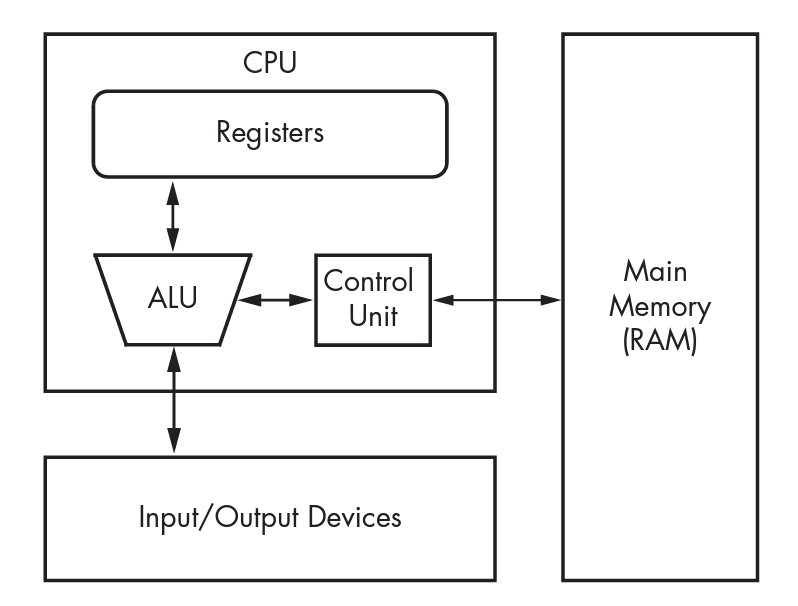 CPU
Registers
ALU
Control
Unit
Main
Memory
(RAM)
Input/Output Devices